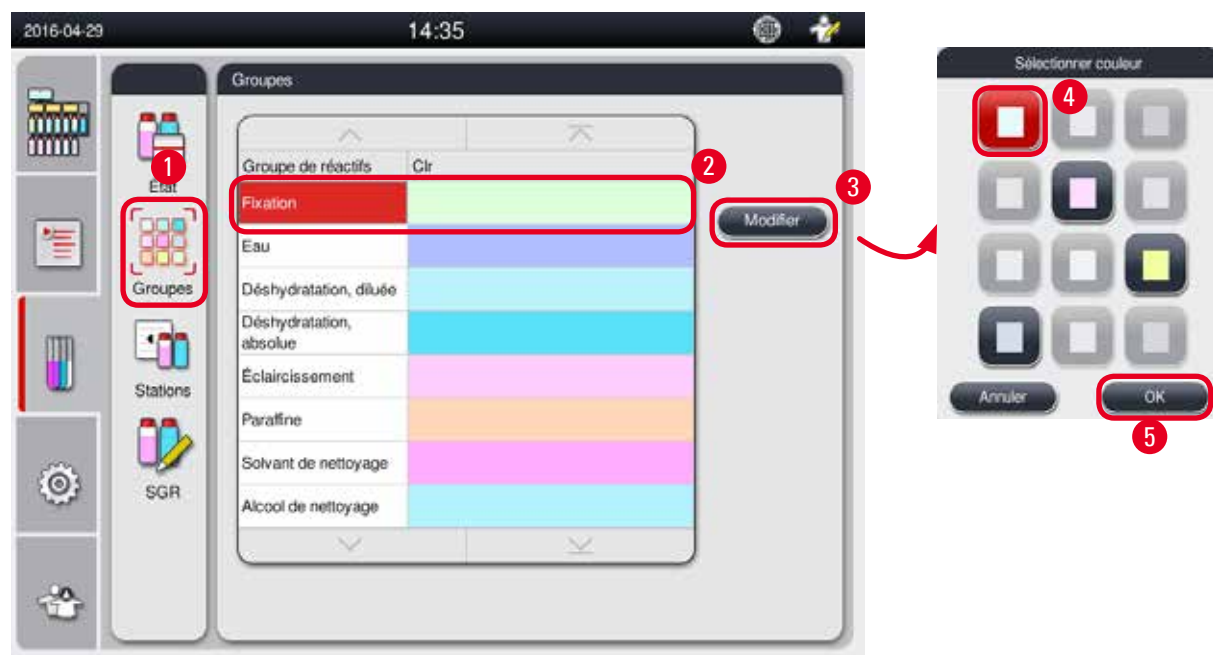 2016-04-29
14:35
État
Groupes
Stations
SGR
Groupes
Groupe de réactifs
Clr
Fixation
Eau
Déshydratation, diluée
Déshydratation,
absolue
Éclaircissement
Paraffine
Solvant de nettoyage
Alcool de nettoyage
Modifier
Sélectionner couleur
Annuler
OK
1
2
3
4
5